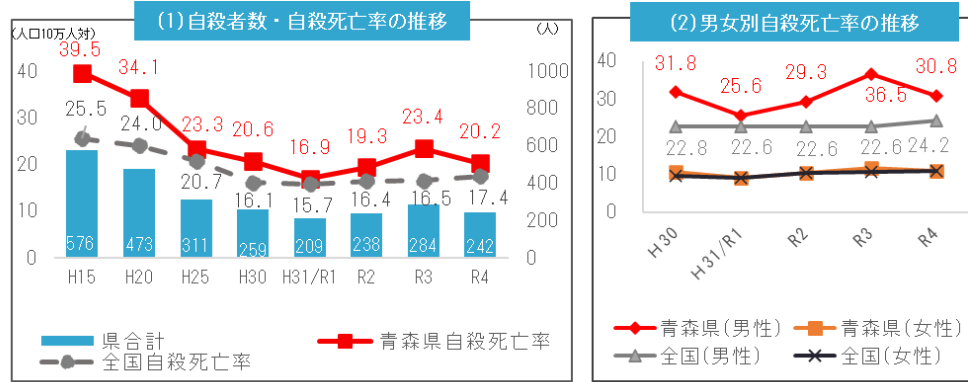 (1)自殺者数・自殺死亡率の推移
(人口10万人対)
(人)
39.5 34.1 23.3 20.6 16.9 19.3 23.4 20.2
25.5 24.0 20.7 16.1 15.7 16.4 16.5 17.4
576 473 311 259 209 238 284 242
40
30
20
10
0
1000
800
600
400
200
0
H15 H20 H25 H30 H31/R1 R2 R3 R4
県合計 青森県自殺死亡率
全国自殺死亡率
(2)男女別自殺死亡率の推移
40
30
20
10
0
31.8 25.6 29.3 36.5 30.8
22.8 22.6 22.6 22.6 24.2
H30 H31/R1 R2 R3 R4
青森県(男性) 青森県(女性)
全国(男性) 全国(女性)